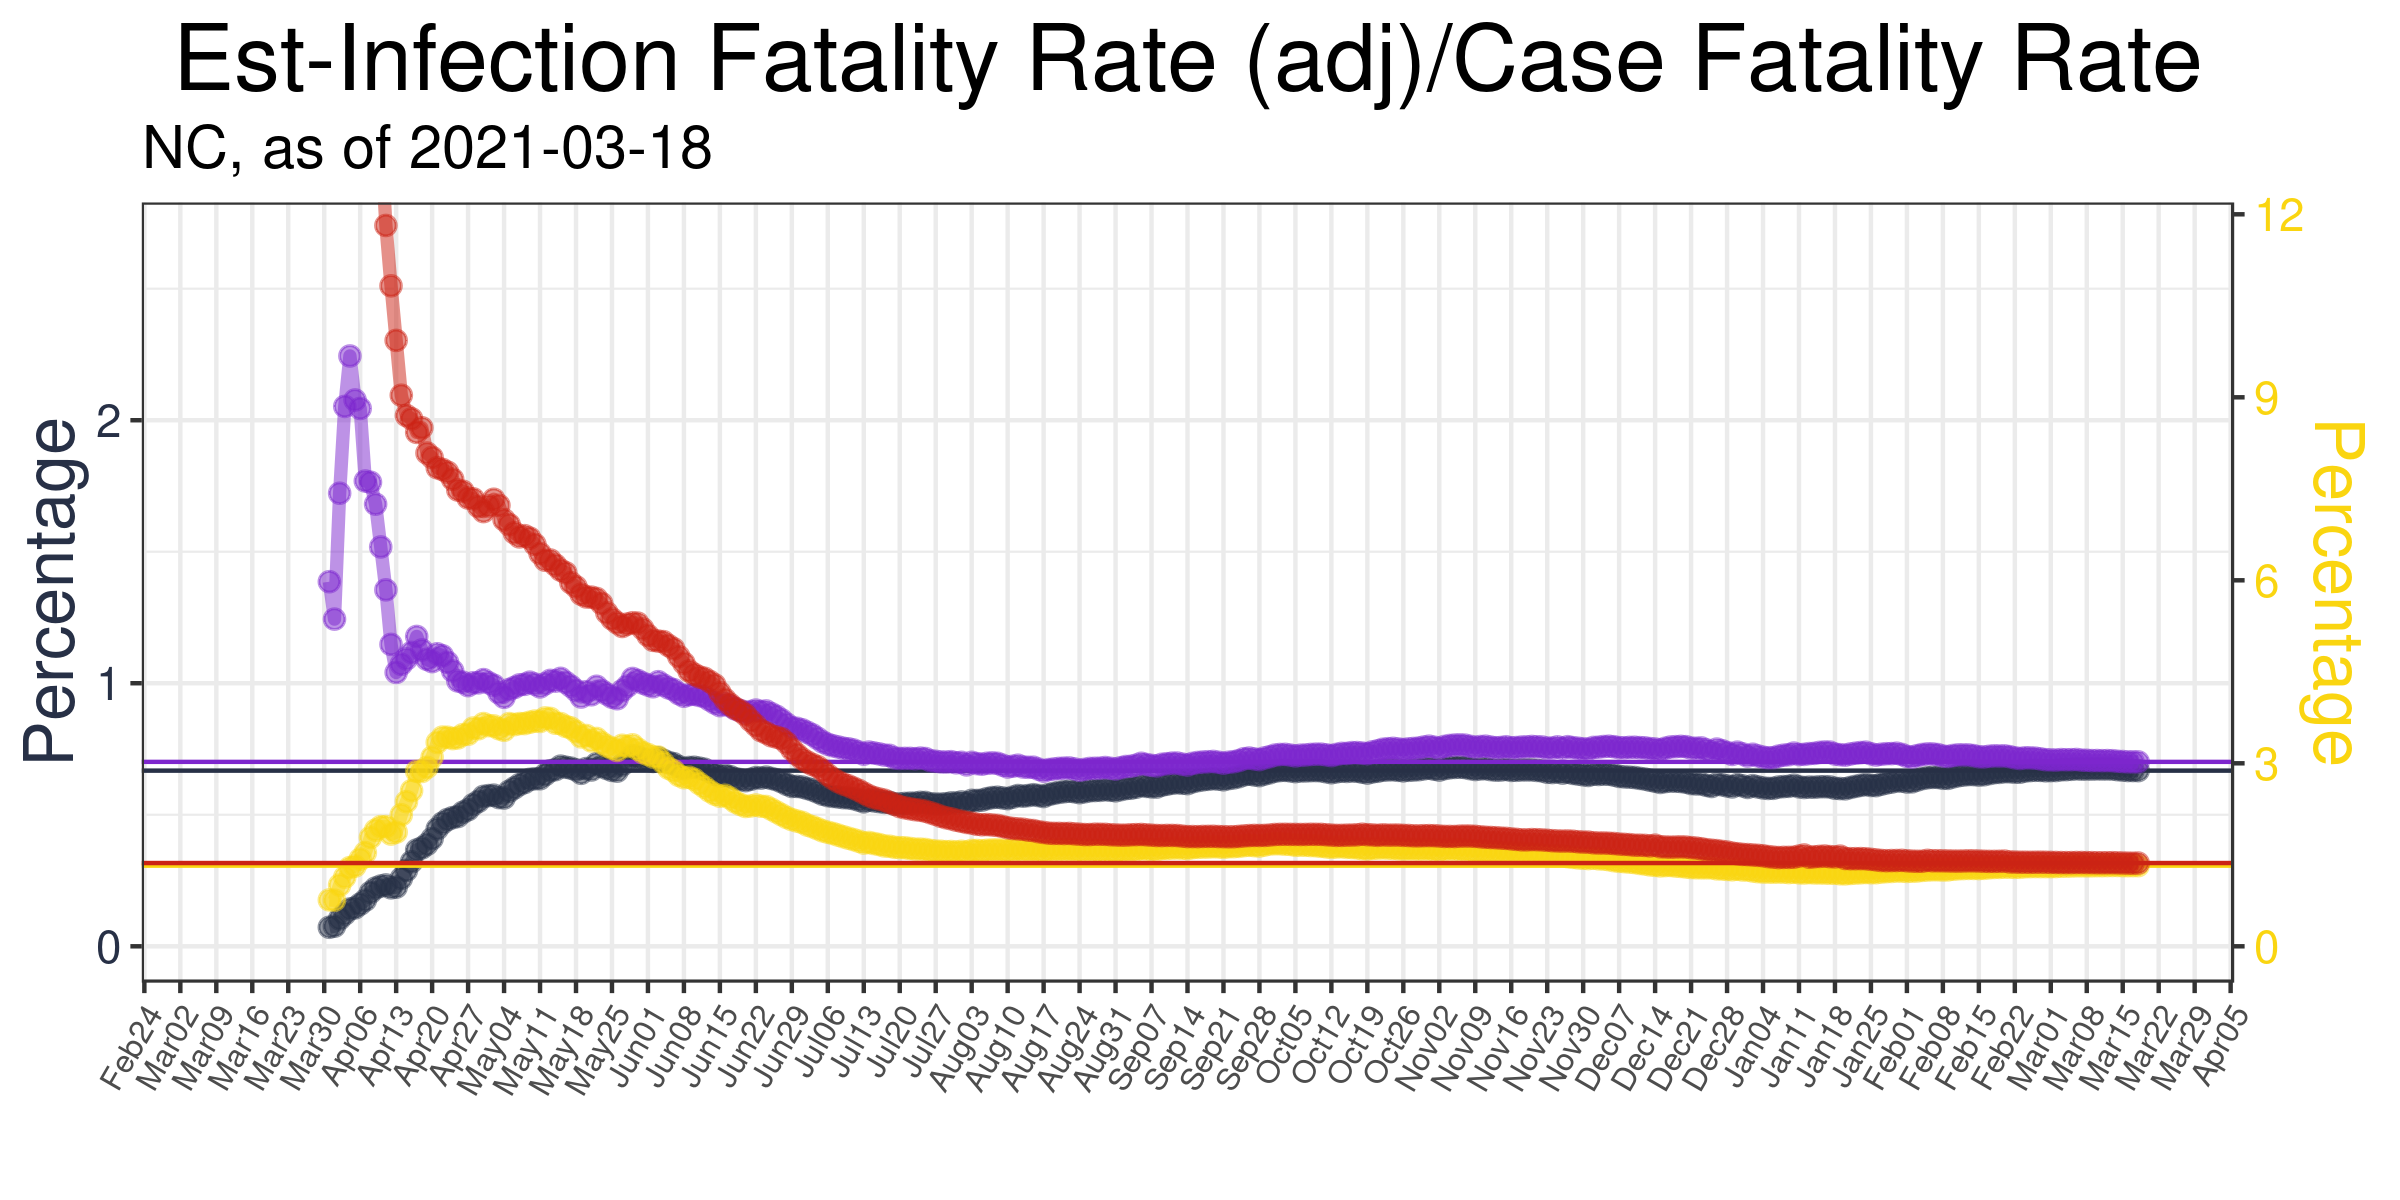 Est-Infection Fatality Rate (adj)/Case Fatality Rate
NC, as of 2021-03-18
Percentage
2
1
0
12
9
6
3
0
Percentage
Feb24
Mar02
Mar09
Mar16
Mar23
Mar30
Apr06
Apr13
Apr20
Apr27
May04
May11
May18
May25
Jun01
Jun08
Jun15
Jun22
Jun29
Jul06
Jul13
Jul20
Jul27
Aug03
Aug10
Aug17
Aug24
Aug31
Sep07
Sep14
Sep21
Sep28
Oct05
Oct12
Oct19
Oct26
Nov02
Nov09
Nov16
Nov23
Nov30
Dec07
Dec14
Dec21
Dec28
Jan04
Jan11
Jan18
Jan25
Feb01
Feb08
Feb15
Feb22
Mar01
Mar08
Mar15
Mar22
Mar29
Apr05